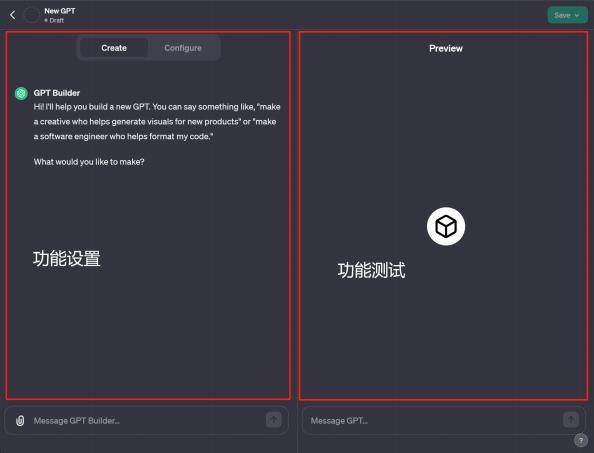 New GPT
Draft
Save
Create
Configure
GPT Builder
Hi! I'll help you build a new GPT. You can say something like, "make
a creative who helps generate visuals for new products" or "make
a software engineer who helps format my code."
What would you like to make?
功能设置
Message GPT Builder...
Preview
功能测试
Message GPT...
?